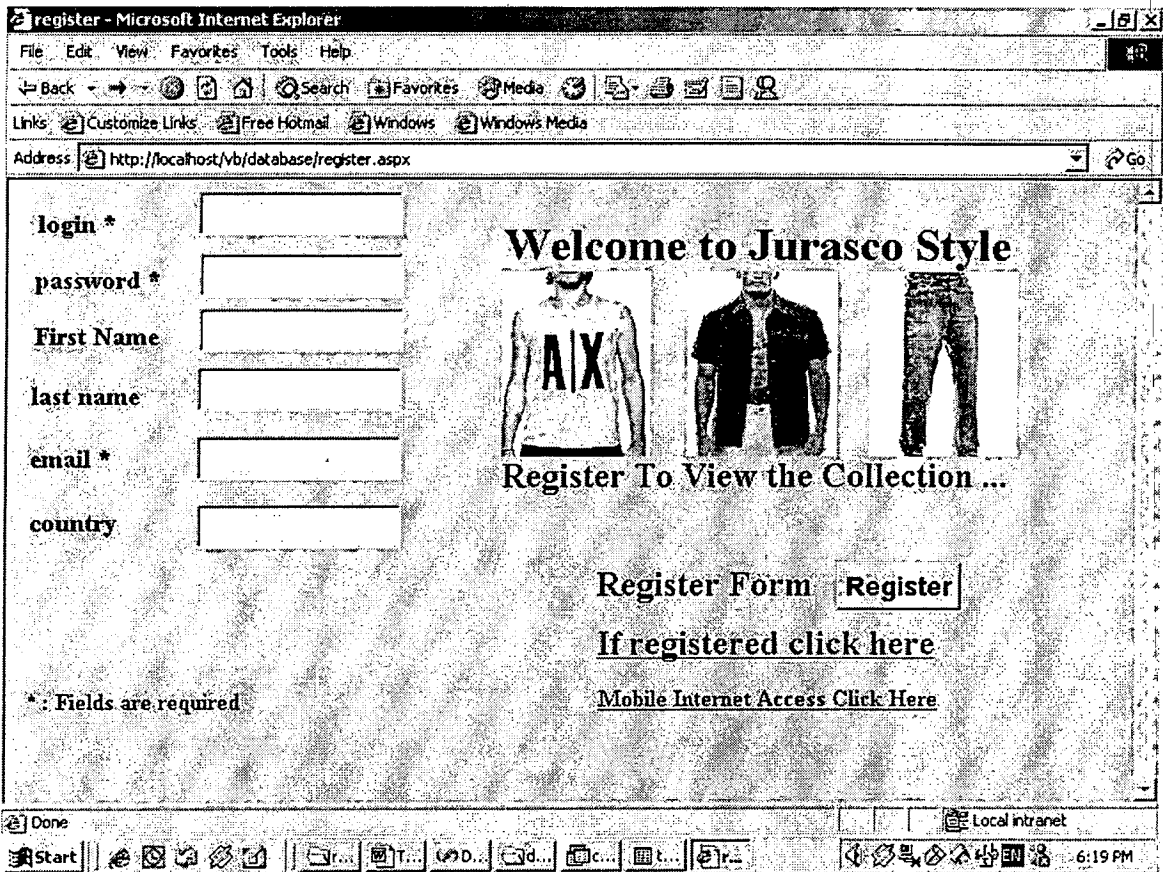 register - Microsoft Internet Explorer
File Edit View Favorites Tools Help
Back Search Favorites Media
Links Customize Links Free Hotmail Windows Windows Media
Address http://localhost/vb/database/register.aspx Go
login *
password *
First Name
last name
email *
country
* : Fields are required
Welcome to Jurasco Style
A|X
Register To View the Collection ...
Register Form Register
If registered click here
Mobile Internet Access Click Here
Done Local intranet
Start r... T... D... d... c... t... r... EN 6:19 PM